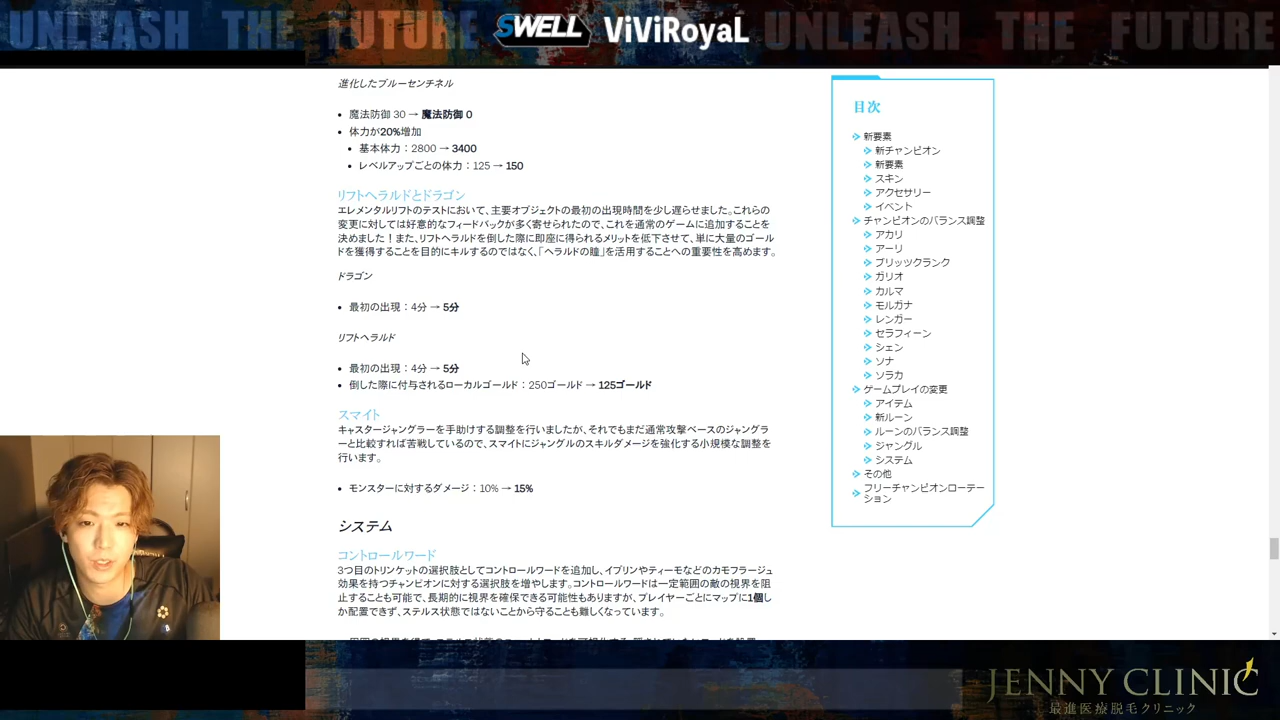 UNLEASH THE FUTURE SWELL ViViRoyaL UNLEASH THE FUTURE
進化したブルーセンチネル
• 魔法防御 30 → 魔法防御 0
• 体力が20%増加
• 基本体力：2800 → 3400
• レベルアップごとの体力：125 → 150
リフトヘラルドとドラゴン
エレメンタルリフトのテストにおいて、主要オブジェクトの最初の出現時間を少し遅らせました。これらの
変更に対しては好意的なフィードバックが多く寄せられたので、これを通常のゲームに追加することを
決めました！また、リフトヘラルドを倒した際に即座に得られるメリットを低下させて、単に大量のゴール
ドを獲得することを目的にキルするのではなく、「ヘラルドの瞳」を活用することへの重要性を高めます。
ドラゴン
• 最初の出現：4分 → 5分
リフトヘラルド
• 最初の出現：4分 → 5分
• 倒した際に付与されるローカルゴールド：250ゴールド → 125ゴールド
スマイト
キャスタージャングラーを手助けする調整を行いましたが、それでもまだ通常攻撃ベースのジャングラ
ーと比較すれば苦戦しているので、スマイトにジャングルのスキルダメージを強化する小規模な調整を
行います。
• モンスターに対するダメージ：10% → 15%
システム
コントロールワード
3つ目のトリンケットの選択肢としてコントロールワードを追加し、イブリンやティーモなどのカモフラージュ
効果を持つチャンピオンに対する選択肢を増やします。コントロールワードは一定範囲の敵の視界を阻
止することも可能で、長期的に視界を確保できる可能性もありますが、プレイヤーごとにマップに1個し
か配置できず、ステルス状態ではないことから守ることも難しくなっています。
目次
新要素
新チャンピオン
新要素
スキン
アクセサリー
イベント
チャンピオンのバランス調整
アカリ
アーリ
ブリッツクランク
ガリオ
カルマ
モルガナ
レンガー
セラフィーン
シェン
ソナ
ソラカ
ゲームプレイの変更
アイテム
新ルーン
ルーンのバランス調整
ジャングル
システム
その他
フリーチャンピオンローテー
ション
JENNY CLINIC
最進医療脱毛クリニック